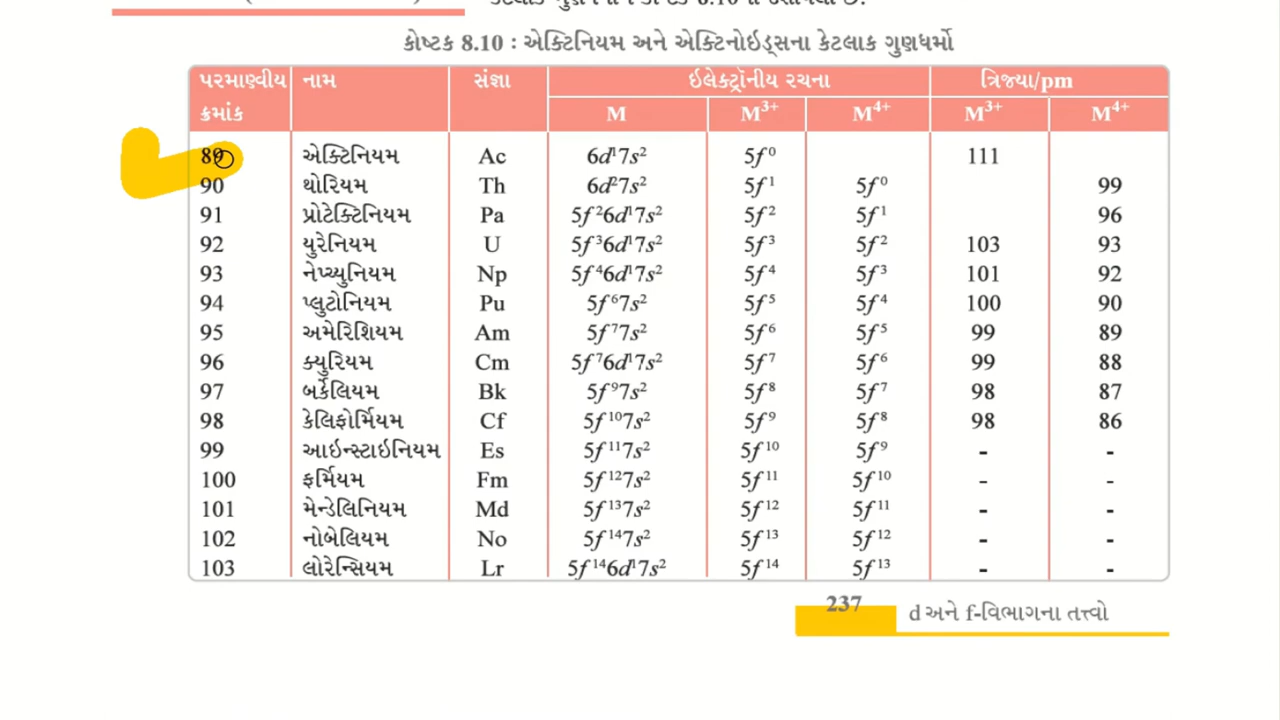 કોષ્ટક 8.10 : એક્ટિનિયમ અને એક્ટિનોઇડ્સના કેટલાક ગુણધર્મો
પરમાણ્વીય ક્રમાંક નામ સંજ્ઞા ઇલેક્ટ્રૉનીય રચના ત્રિજ્યા/pm
M M³⁺ M⁴⁺ M³⁺ M⁴⁺
89 એક્ટિનિયમ Ac 6d¹7s² 5f⁰ 111
90 થોરિયમ Th 6d²7s² 5f¹ 5f⁰ 99
91 પ્રોટેક્ટિનિયમ Pa 5f²6d¹7s² 5f² 5f¹ 96
92 યુરેનિયમ U 5f³6d¹7s² 5f³ 5f² 103 93
93 નેપ્ચ્યુનિયમ Np 5f⁴6d¹7s² 5f⁴ 5f³ 101 92
94 પ્લુટોનિયમ Pu 5f⁶7s² 5f⁵ 5f⁴ 100 90
95 અમેરિશિયમ Am 5f⁷7s² 5f⁶ 5f⁵ 99 89
96 ક્યુરિયમ Cm 5f⁷6d¹7s² 5f⁷ 5f⁶ 99 88
97 બર્કેલિયમ Bk 5f⁹7s² 5f⁸ 5f⁷ 98 87
98 કેલિફોર્મિયમ Cf 5f¹⁰7s² 5f⁹ 5f⁸ 98 86
99 આઇન્સ્ટાઇનિયમ Es 5f¹¹7s² 5f¹⁰ 5f⁹ - -
100 ફર્મિયમ Fm 5f¹²7s² 5f¹¹ 5f¹⁰ - -
101 મેન્ડેલિનિયમ Md 5f¹³7s² 5f¹² 5f¹¹ - -
102 નોબેલિયમ No 5f¹⁴7s² 5f¹³ 5f¹² - -
103 લોરેન્સિયમ Lr 5f¹⁴6d¹7s² 5f¹⁴ 5f¹³ - -
237 d અને f-વિભાગના તત્ત્વો